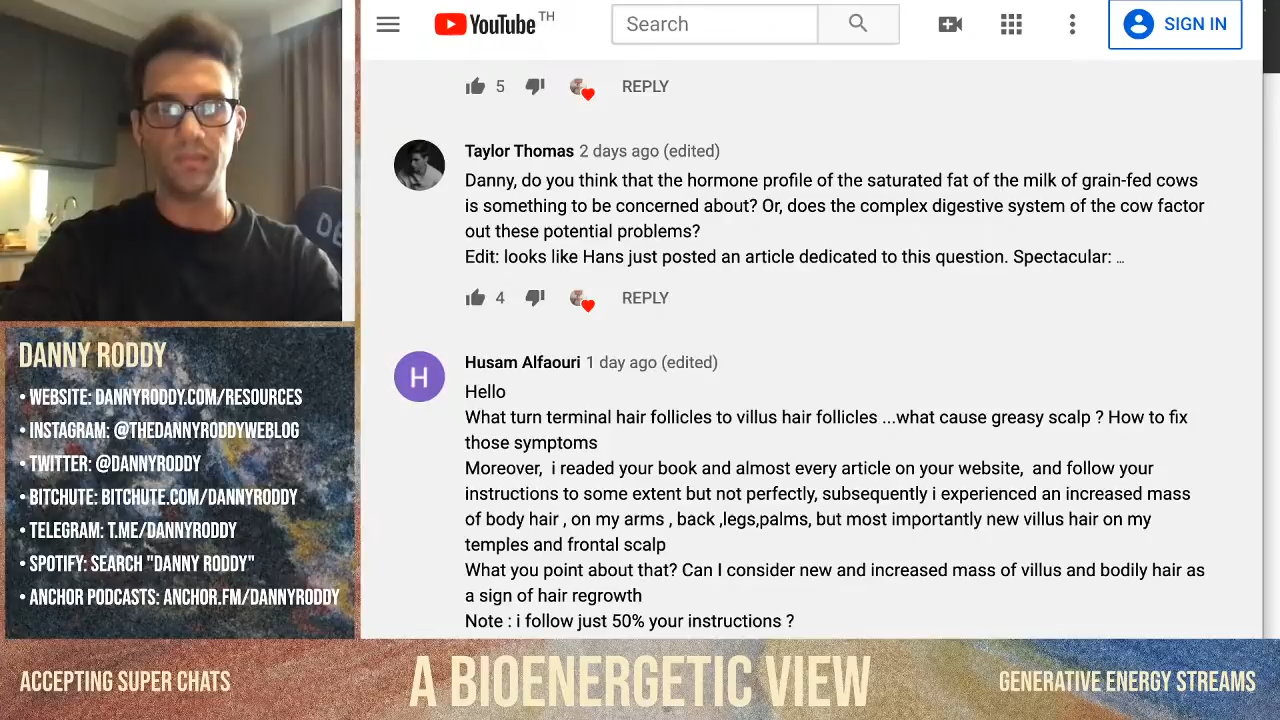 YouTube TH
Search
SIGN IN
5
REPLY
Taylor Thomas 2 days ago (edited)
Danny, do you think that the hormone profile of the saturated fat of the milk of grain-fed cows
is something to be concerned about? Or, does the complex digestive system of the cow factor
out these potential problems?
Edit: looks like Hans just posted an article dedicated to this question. Spectacular: ...
4
REPLY
H
Husam Alfaouri 1 day ago (edited)
Hello
What turn terminal hair follicles to villus hair follicles ...what cause greasy scalp ? How to fix
those symptoms
Moreover, i readed your book and almost every article on your website, and follow your
instructions to some extent but not perfectly, subsequently i experienced an increased mass
of body hair , on my arms , back ,legs,palms, but most importantly new villus hair on my
temples and frontal scalp
What you point about that? Can I consider new and increased mass of villus and bodily hair as
a sign of hair regrowth
Note : i follow just 50% your instructions ?
DANNY RODDY
• WEBSITE: DANNYRODDY.COM/RESOURCES
• INSTAGRAM: @THEDANNYRODDYWEBLOG
• TWITTER: @DANNYRODDY
• BITCHUTE: BITCHUTE.COM/DANNYRODDY
• TELEGRAM: T.ME/DANNYRODDY
• SPOTIFY: SEARCH "DANNY RODDY"
• ANCHOR PODCASTS: ANCHOR.FM/DANNYRODDY
ACCEPTING SUPER CHATS
A BIOENERGETIC VIEW
GENERATIVE ENERGY STREAMS